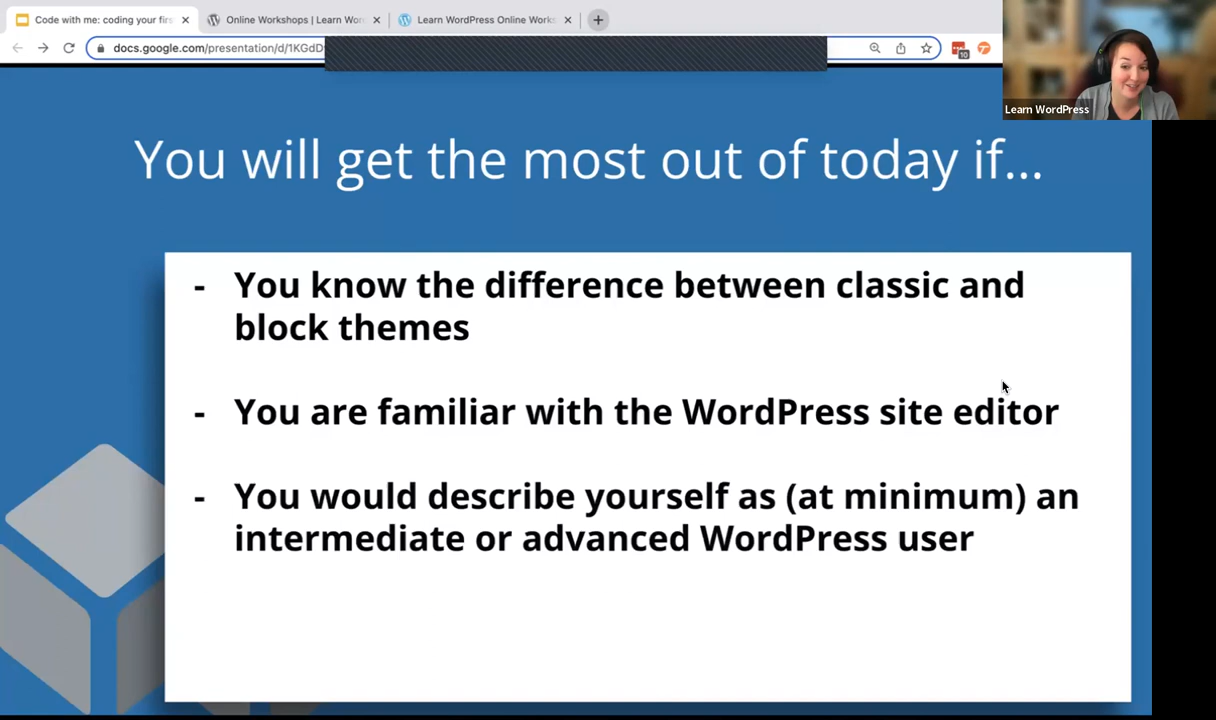 Code with me: coding your firs
Online Workshops | Learn Wor
Learn WordPress Online Works
docs.google.com/presentation/d/1KGdD
10
Learn WordPress
You will get the most out of today if...
- You know the difference between classic and
block themes
- You are familiar with the WordPress site editor
- You would describe yourself as (at minimum) an
intermediate or advanced WordPress user